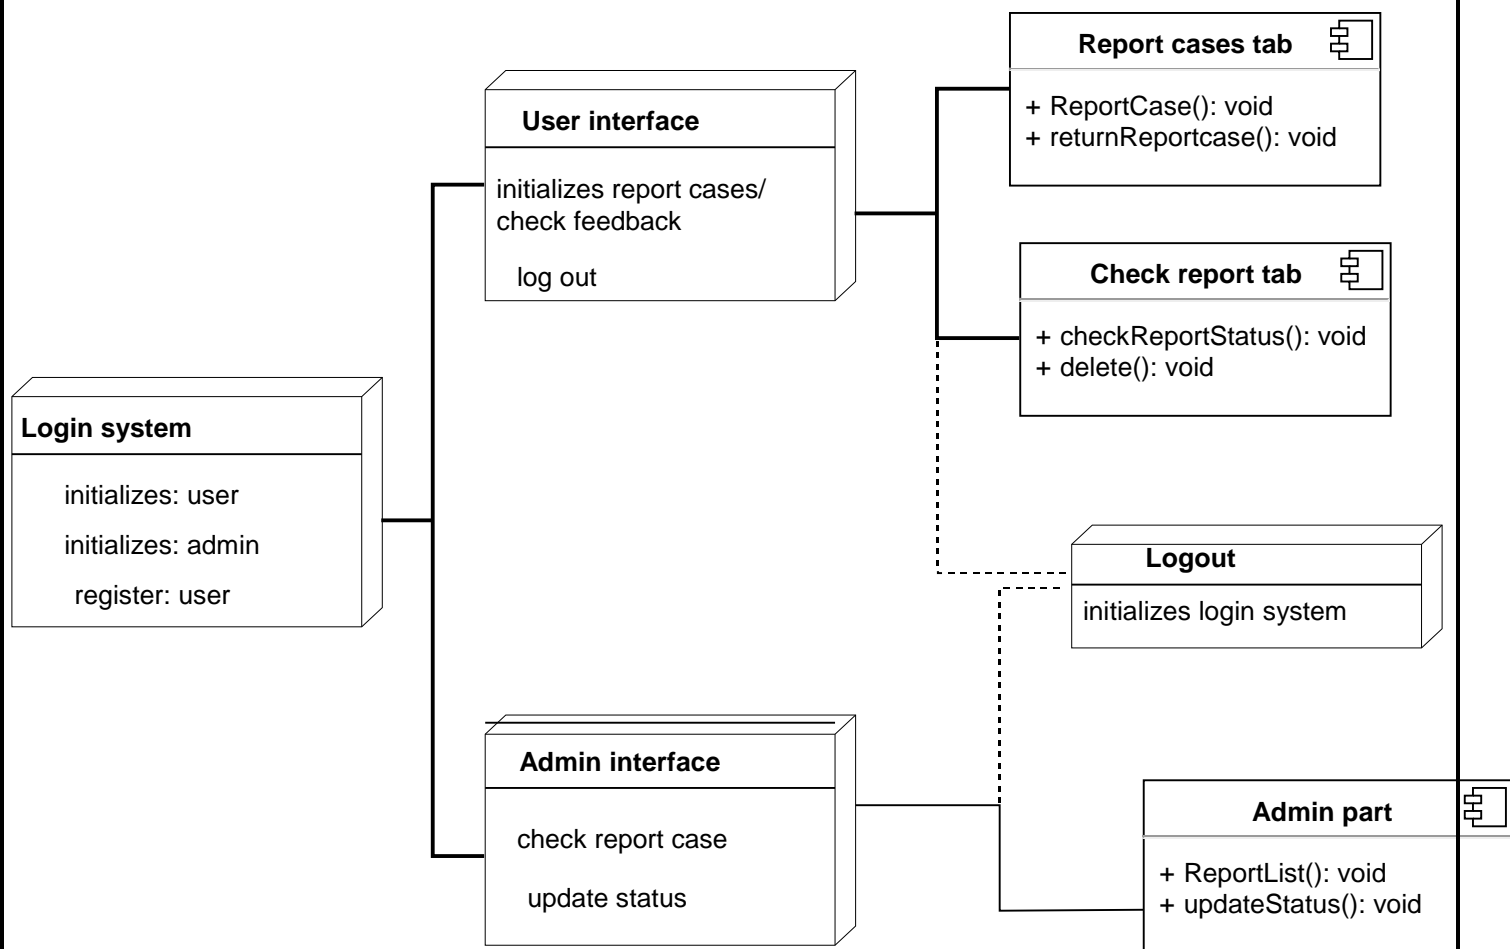 Report cases tab
+ ReportCase(): void
+ returnReportcase(): void
User interface
initializes report cases/
check feedback
log out
Check report tab
+ checkReportStatus(): void
+ delete(): void
Login system
initializes: user
initializes: admin
register: user
Logout
initializes login system
Admin interface
check report case
update status
Admin part
+ ReportList(): void
+ updateStatus(): void